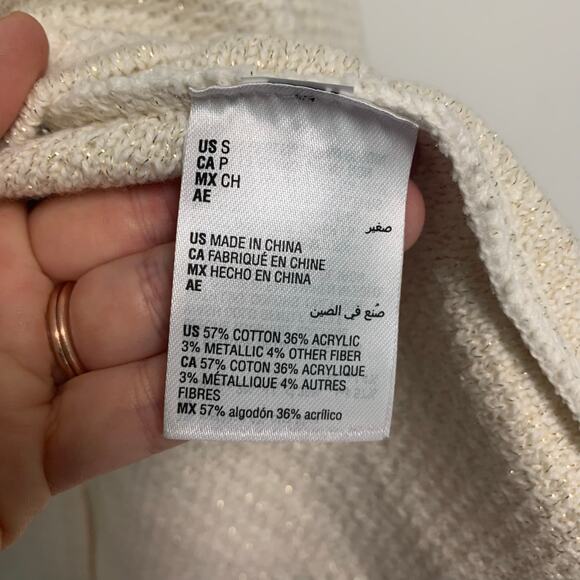 US S
CA P
MX CH
AE
صغير
US MADE IN CHINA
CA FABRIQUÉ EN CHINE
MX HECHO EN CHINA
AE
صُنع في الصين
US 57% COTTON 36% ACRYLIC
3% METALLIC 4% OTHER FIBER
CA 57% COTON 36% ACRYLIQUE
3% MÉTALLIQUE 4% AUTRES
FIBRES
MX 57% algodón 36% acrílico